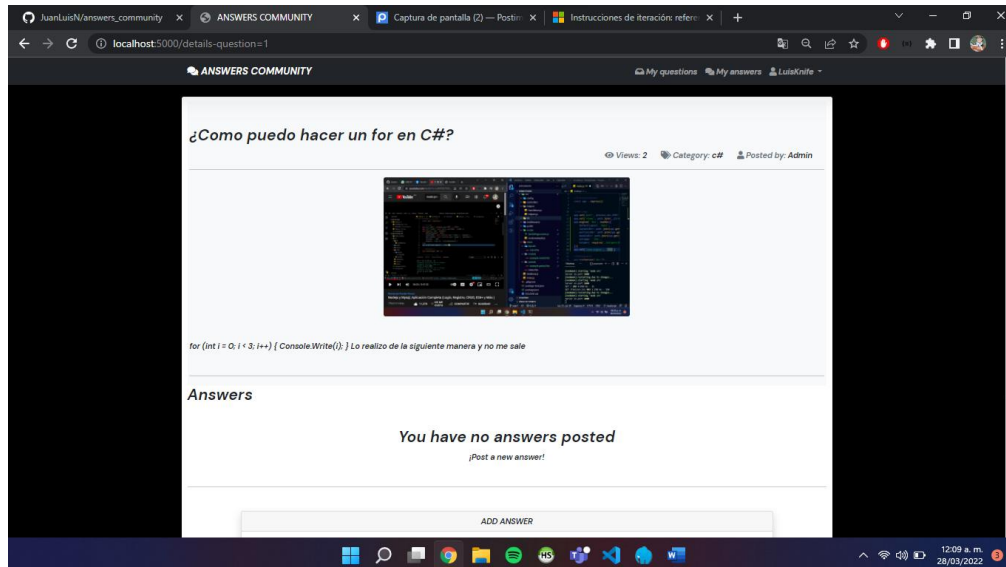 JuanLuisN/answers_community
ANSWERS COMMUNITY
Captura de pantalla (2) — Postim
Instrucciones de iteración: refere
localhost:5000/details-question=1
ANSWERS COMMUNITY
My questions My answers LuisKnife
¿Como puedo hacer un for en C#?
Views: 2 Category: c# Posted by: Admin
for (int i = 0; i < 3; i++) { Console.Write(i); } Lo realizo de la siguiente manera y no me sale
Answers
You have no answers posted
¡Post a new answer!
ADD ANSWER
12:09 a. m.
28/03/2022
3